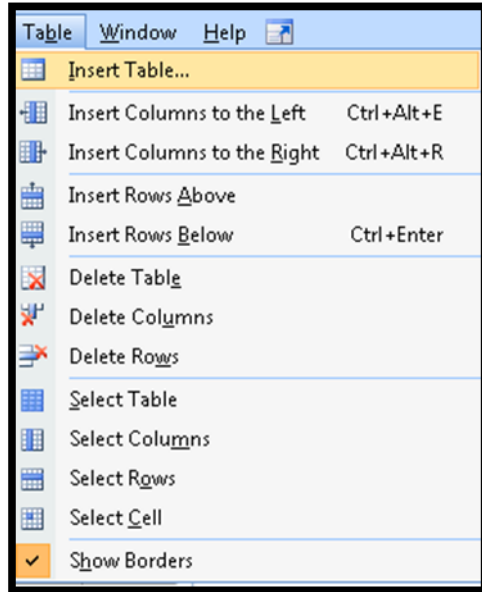 Table Window Help
Insert Table...
Insert Columns to the Left Ctrl+Alt+E
Insert Columns to the Right Ctrl+Alt+R
Insert Rows Above
Insert Rows Below Ctrl+Enter
Delete Table
Delete Columns
Delete Rows
Select Table
Select Columns
Select Rows
Select Cell
Show Borders